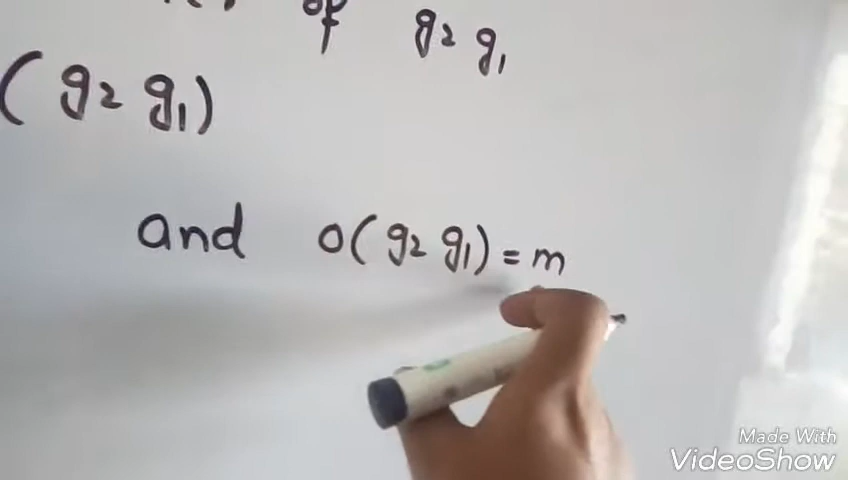 of g₂ g₁
(g₂ g₁)
and o(g₂ g₁) = m
Made With
VideoShow